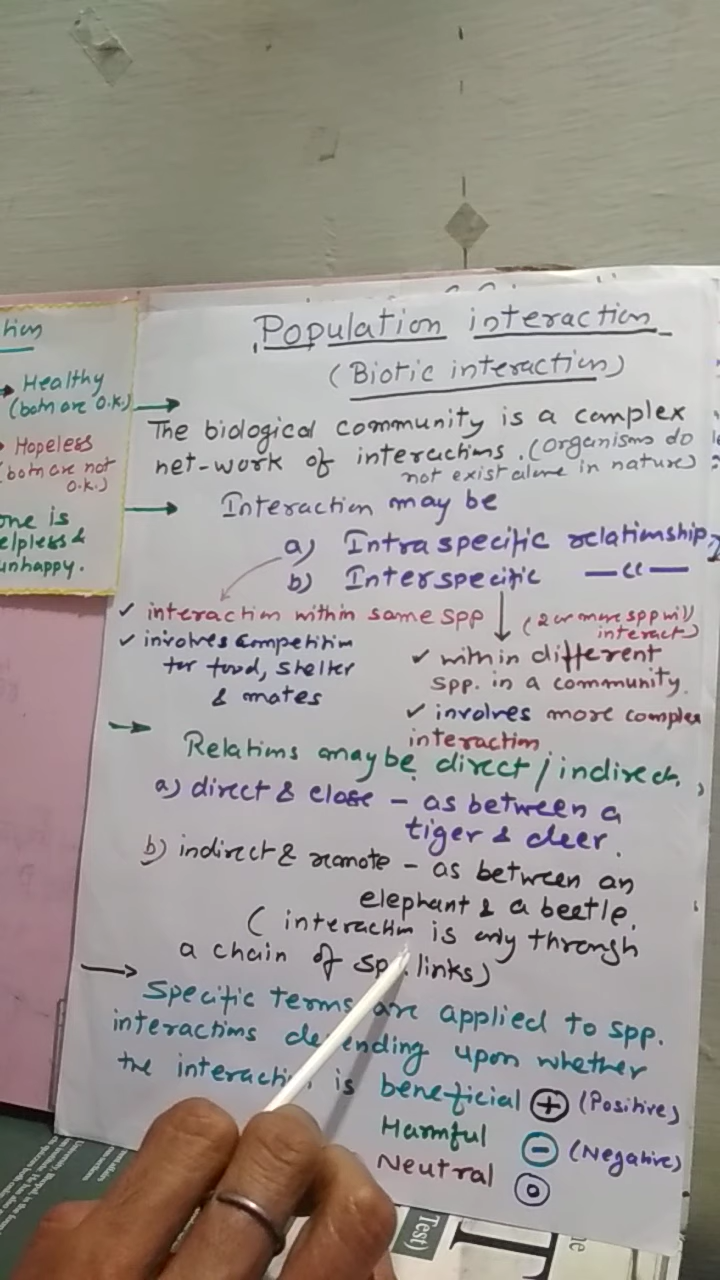 Population interaction
(Biotic interaction)
The biological community is a complex
net-work of interactions. (Organisms do
not exist alone in nature)
Interaction may be
a) Intraspecific relationship
b) Interspecific —〃—
✓ interaction within same spp
✓ involves competition
for food, shelter
& mates
(2 or more spp will
interact)
✓ within different
spp. in a community.
✓ involves more complex
interaction
Relations may be direct / indirect.
a) direct & close – as between a
tiger & deer.
b) indirect & remote – as between an
elephant & a beetle.
( interaction is only through
a chain of spp. links)
Specific terms are applied to spp.
interactions depending upon whether
the interaction is beneficial ⊕ (Positive)
Harmful ⊖ (Negative)
Neutral ⓞ
Healthy
(both are O.K.)
Hopeless
(both are not
O.K.)
one is
helpless &
unhappy.
Test)
T